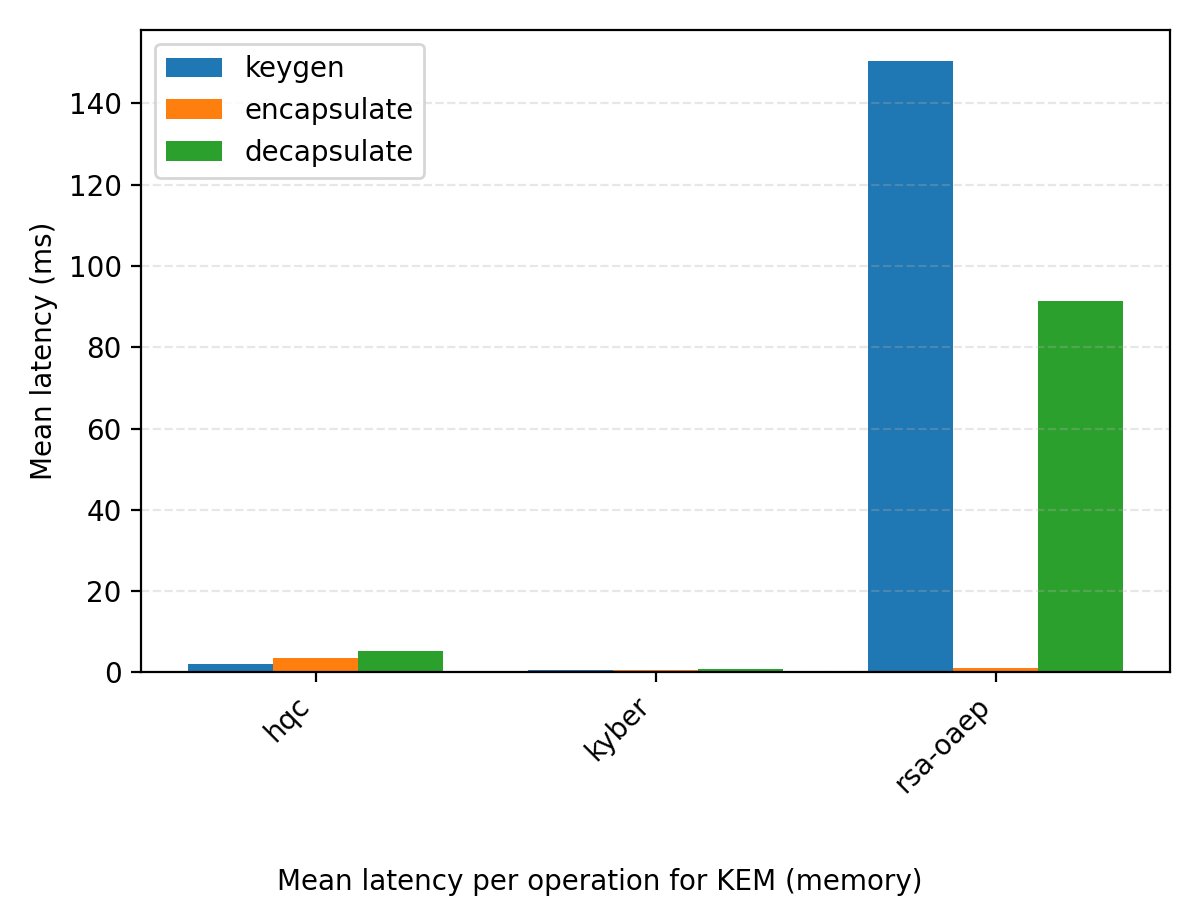 keygen
encapsulate
decapsulate
Mean latency (ms)
140
120
100
80
60
40
20
0
hqc
kyber
rsa-oaep
Mean latency per operation for KEM (memory)